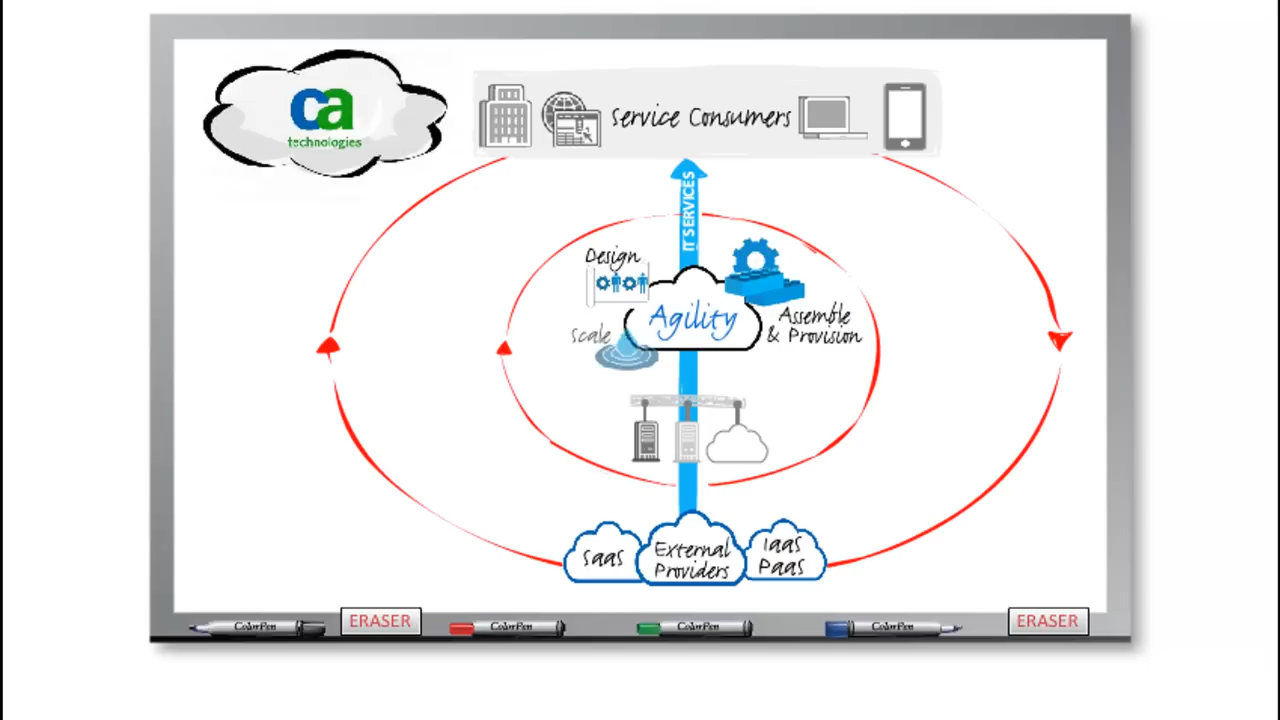 ca
technologies
Service Consumers
IT SERVICES
Design
Agility
Scale
Assemble
& Provision
SaaS
External
Providers
IaaS
PaaS
ColorPen
ERASER
ColorPen
ColorPen
ColorPen
ERASER